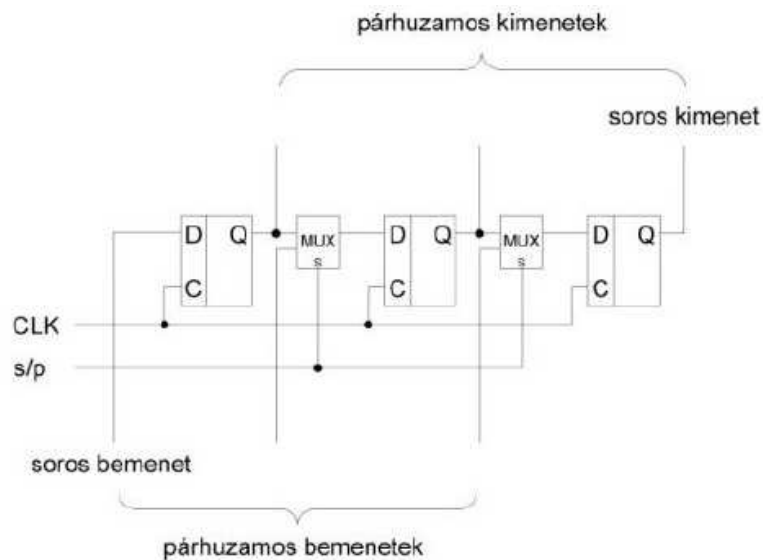 párhuzamos kimenetek
soros kimenet
D Q MUX s D Q MUX s D Q
C C C
CLK
s/p
soros bemenet
párhuzamos bemenetek